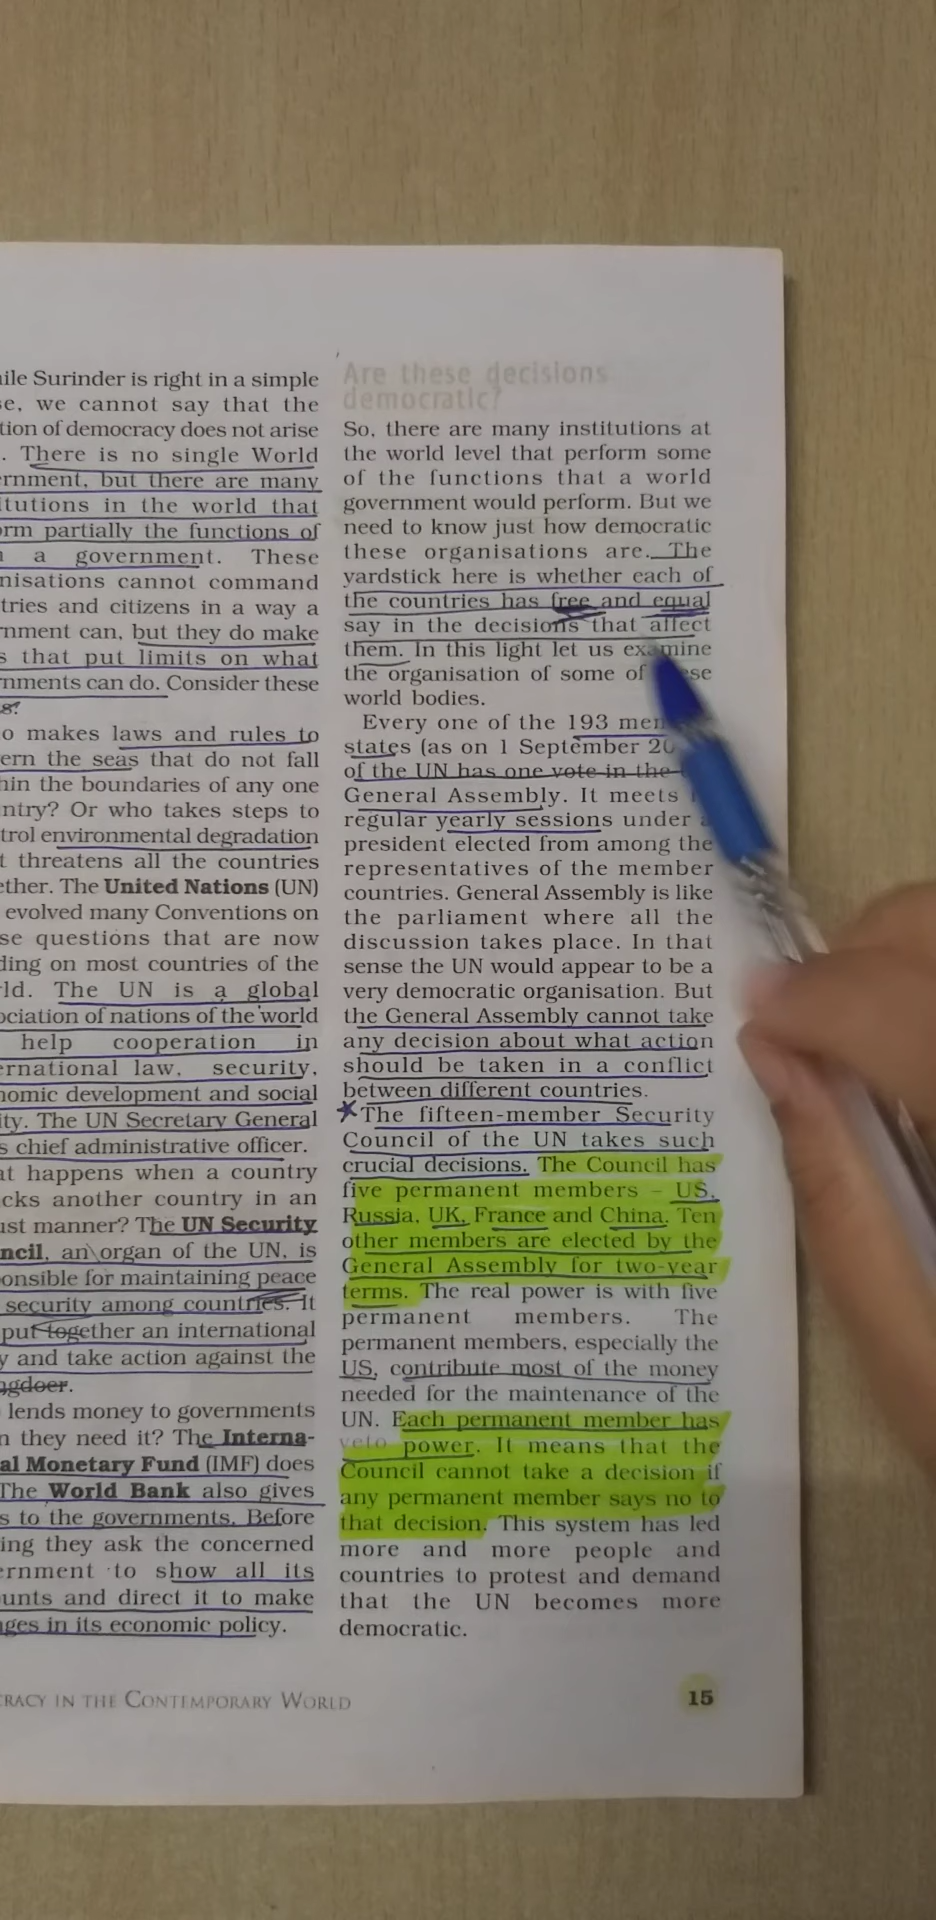 ile Surinder is right in a simple
se, we cannot say that the
tion of democracy does not arise
. There is no single World
ernment, but there are many
itutions in the world that
orm partially the functions of
a government. These
nisations cannot command
tries and citizens in a way a
rnment can, but they do make
s that put limits on what
rnments can do. Consider these
s:
o makes laws and rules to
ern the seas that do not fall
hin the boundaries of any one
ntry? Or who takes steps to
trol environmental degradation
t threatens all the countries
ether. The United Nations (UN)
evolved many Conventions on
se questions that are now
ding on most countries of the
rld. The UN is a global
ociation of nations of the world
help cooperation in
ernational law, security,
nomic development and social
ity. The UN Secretary General
s chief administrative officer.
at happens when a country
cks another country in an
ust manner? The UN Security
ncil, an organ of the UN, is
onsible for maintaining peace
security among countries. It
put together an international
y and take action against the
ngdoer.
lends money to governments
n they need it? The Interna-
al Monetary Fund (IMF) does
The World Bank also gives
s to the governments. Before
ing they ask the concerned
ernment to show all its
unts and direct it to make
nges in its economic policy.
Are these decisions
democratic?
So, there are many institutions at
the world level that perform some
of the functions that a world
government would perform. But we
need to know just how democratic
these organisations are. The
yardstick here is whether each of
the countries has free and equal
say in the decisions that affect
them. In this light let us examine
the organisation of some of
world bodies.
Every one of the 193
states (as on 1 September
of the UN has one vote in the
General Assembly. It meets
regular yearly sessions under a
president elected from among the
representatives of the member
countries. General Assembly is like
the parliament where all the
discussion takes place. In that
sense the UN would appear to be a
very democratic organisation. But
the General Assembly cannot take
any decision about what action
should be taken in a conflict
between different countries.
The fifteen-member Security
Council of the UN takes such
crucial decisions. The Council has
five permanent members – US,
Russia, UK, France and China. Ten
other members are elected by the
General Assembly for two-year
terms. The real power is with five
permanent members. The
permanent members, especially the
US, contribute most of the money
needed for the maintenance of the
UN. Each permanent member has
veto power. It means that the
Council cannot take a decision if
any permanent member says no to
that decision. This system has led
more and more people and
countries to protest and demand
that the UN becomes more
democratic.
CRACY IN THE CONTEMPORARY WORLD
15